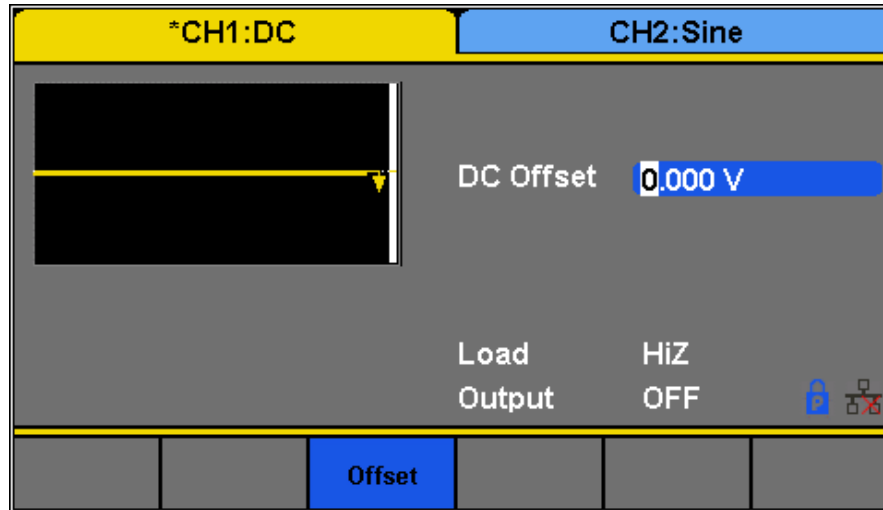 *CH1:DC
CH2:Sine
DC Offset 0.000 V
Load HiZ
Output OFF
P
Offset